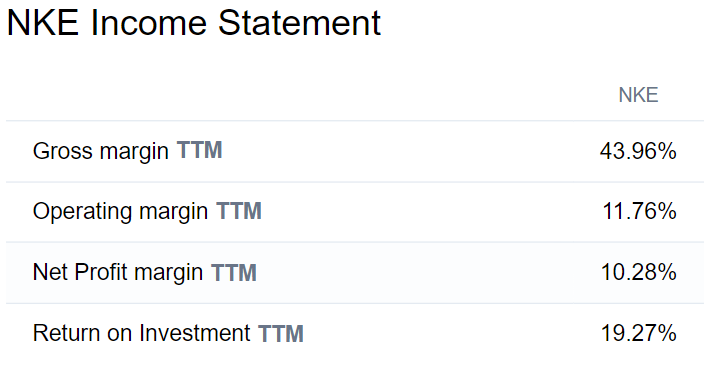 NKE Income Statement
NKE
Gross margin TTM 43.96%
Operating margin TTM 11.76%
Net Profit margin TTM 10.28%
Return on Investment TTM 19.27%